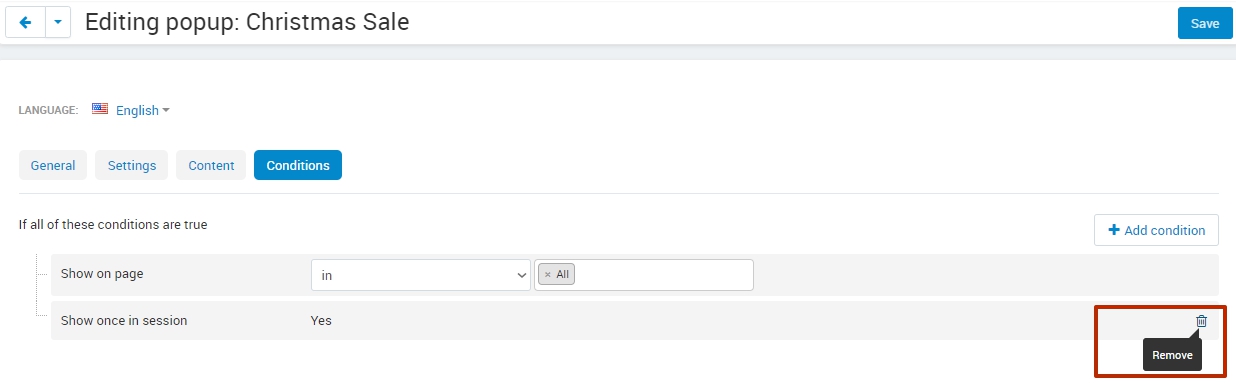 Editing popup: Christmas Sale
Save
LANGUAGE: English
General Settings Content Conditions
If all of these conditions are true
+ Add condition
Show on page in × All
Show once in session Yes
Remove